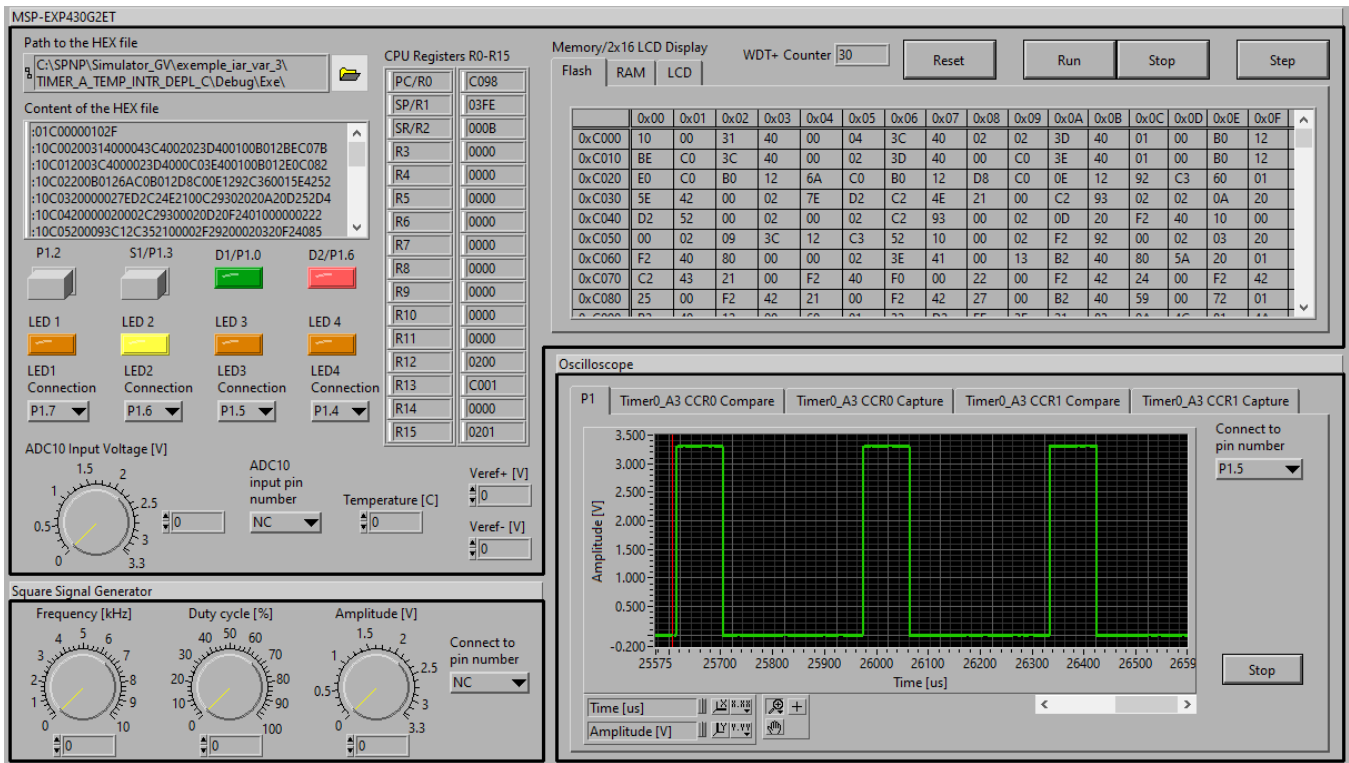 MSP-EXP430G2ET
Path to the HEX file
C:\SPNP\Simulator_GV\exemple_iar_var_3\
TIMER_A_TEMP_INTR_DEPL_C\Debug\Exe\
Content of the HEX file
:01C00000102F
:10C00200314000043C4002023D400100B012BEC07B
:10C012003C4000023D4000C03E400100B012E0C082
:10C02200B0126AC0B012D8C00E1292C360015E4252
:10C0320000027ED2C24E2100C29302020A20D252D4
:10C0420000020002C29300020D20F2401000000222
:10C05200093C12C352100002F29200020320F24085
P1.2 S1/P1.3 D1/P1.0 D2/P1.6
LED 1 LED 2 LED 3 LED 4
LED1 LED2 LED3 LED4
Connection Connection Connection Connection
P1.7 P1.6 P1.5 P1.4
CPU Registers R0-R15
PC/R0 C098
SP/R1 03FE
SR/R2 000B
R3 0000
R4 0000
R5 0000
R6 0000
R7 0000
R8 0000
R9 0000
R10 0000
R11 0000
R12 0200
R13 C001
R14 0000
R15 0201
ADC10 Input Voltage [V]
0 0.5 1 1.5 2 2.5 3 3.3
0
ADC10
input pin
number
NC
Temperature [C]
0
Veref+ [V]
0
Veref- [V]
0
Memory/2x16 LCD Display
WDT+ Counter 30
Reset Run Stop Step
Flash RAM LCD
0x00 0x01 0x02 0x03 0x04 0x05 0x06 0x07 0x08 0x09 0x0A 0x0B 0x0C 0x0D 0x0E 0x0F
0xC000 10 00 31 40 00 04 3C 40 02 02 3D 40 01 00 B0 12
0xC010 BE C0 3C 40 00 02 3D 40 00 C0 3E 40 01 00 B0 12
0xC020 E0 C0 B0 12 6A C0 B0 12 D8 C0 0E 12 92 C3 60 01
0xC030 5E 42 00 02 7E D2 C2 4E 21 00 C2 93 02 02 0A 20
0xC040 D2 52 00 02 00 02 C2 93 00 02 0D 20 F2 40 10 00
0xC050 00 02 09 3C 12 C3 52 10 00 02 F2 92 00 02 03 20
0xC060 F2 40 80 00 00 02 3E 41 00 13 B2 40 80 5A 20 01
0xC070 C2 43 21 00 F2 40 F0 00 22 00 F2 42 24 00 F2 42
0xC080 25 00 F2 42 21 00 F2 42 27 00 B2 40 59 00 72 01
Square Signal Generator
Frequency [kHz] Duty cycle [%] Amplitude [V]
0 1 2 3 4 5 6 7 8 9 10
0 10 20 30 40 50 60 70 80 90 100
0 0.5 1 1.5 2 2.5 3 3.3
0 0 0
Connect to
pin number
NC
Oscilloscope
P1 Timer0_A3 CCR0 Compare Timer0_A3 CCR0 Capture Timer0_A3 CCR1 Compare Timer0_A3 CCR1 Capture
Amplitude [V]
3.500
3.000
2.500
2.000
1.500
1.000
0.500
-0.200
25575 25700 25800 25900 26000 26100 26200 26300 26400 26500 2659
Time [us]
Time [us]
Amplitude [V]
Connect to
pin number
P1.5
Stop